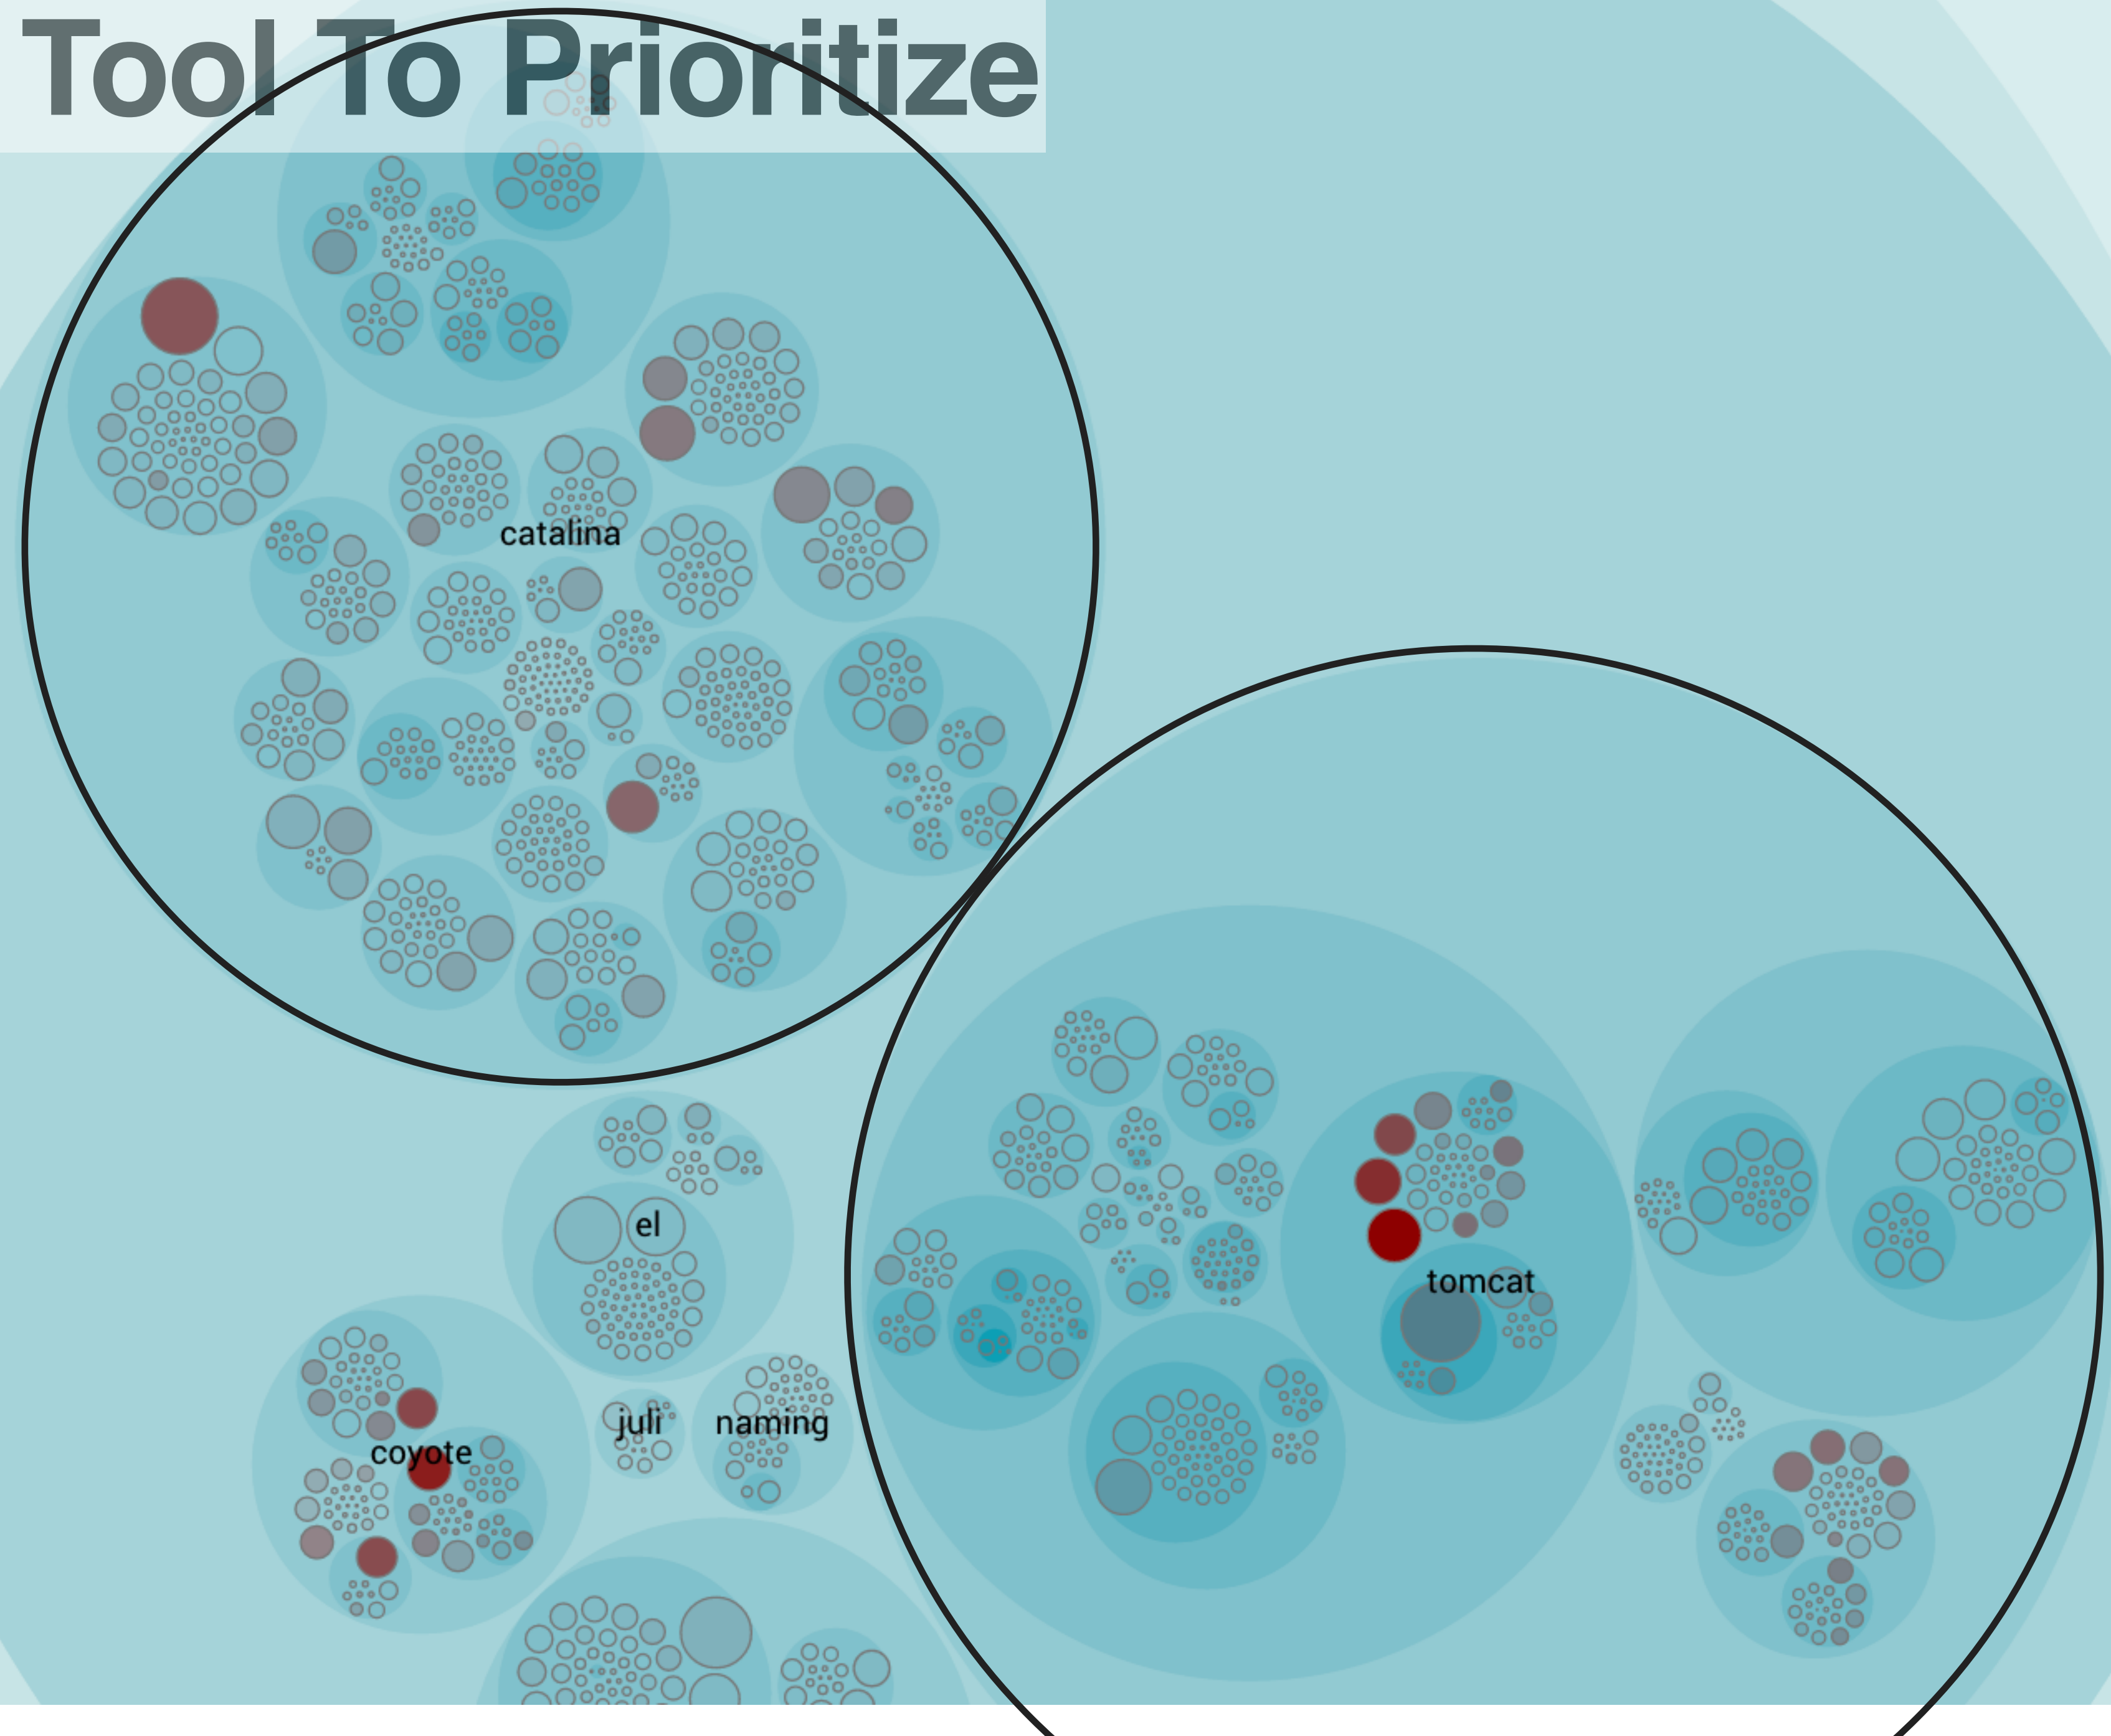 Tool To Prioritize
catalina
el
tomcat
juli
naming
coyote